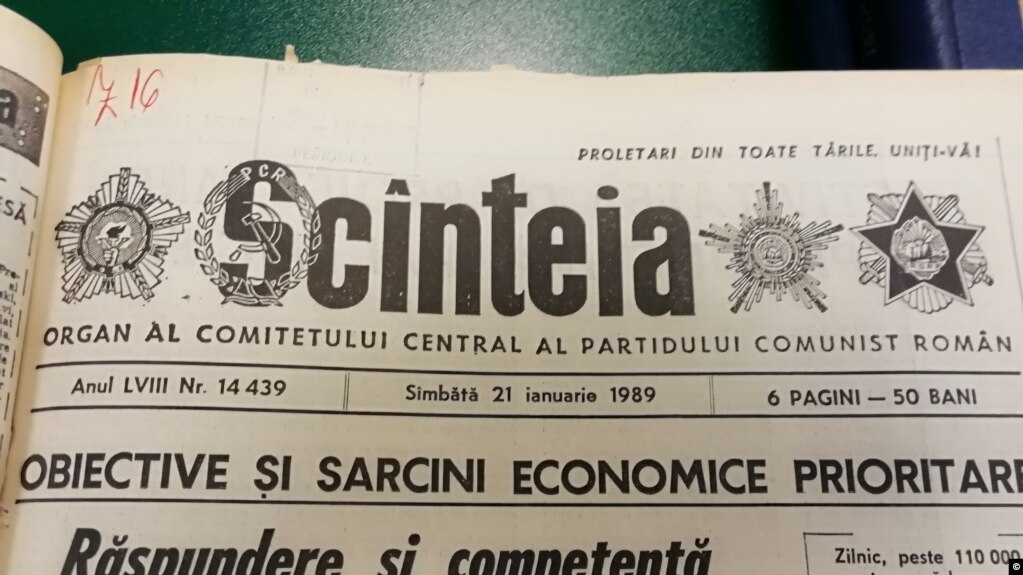 16
PROLETARI DIN TOATE ȚĂRILE, UNIȚI-VĂ!
PCR
Scînteia
ORGAN AL COMITETULUI CENTRAL AL PARTIDULUI COMUNIST ROMÂN
Anul LVIII Nr. 14 439 Sîmbătă 21 ianuarie 1989 6 PAGINI — 50 BANI
OBIECTIVE ȘI SARCINI ECONOMICE PRIORITARE
Răspundere și competență
Zilnic, peste 110 000
©